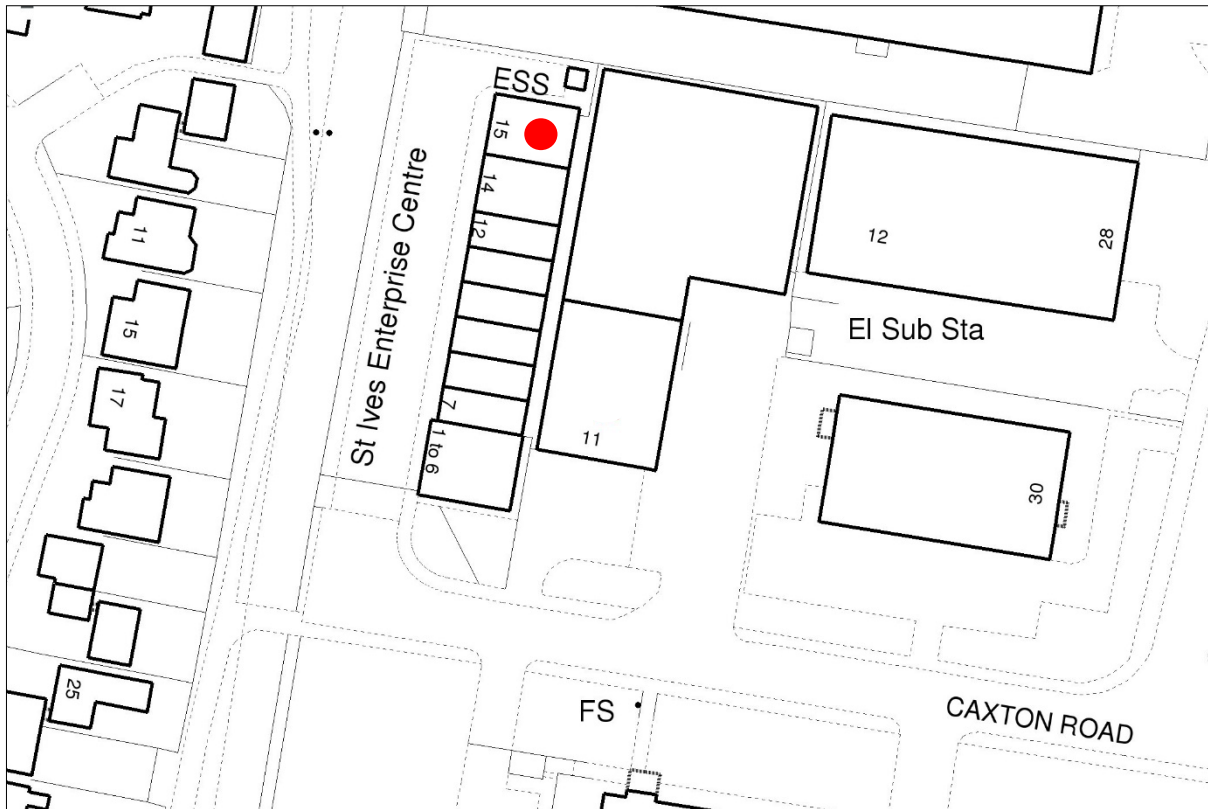 ESS
15
14
12
7
1 to 6
St Ives Enterprise Centre
11
15
17
25
12
28
El Sub Sta
11
30
FS
CAXTON ROAD